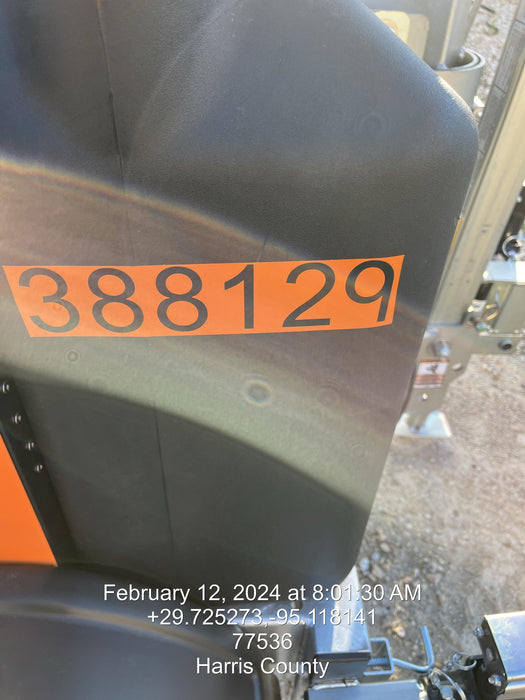 388129
February 12, 2024 at 8:01:30 AM
+29.725273,-95.118141
77536
Harris County